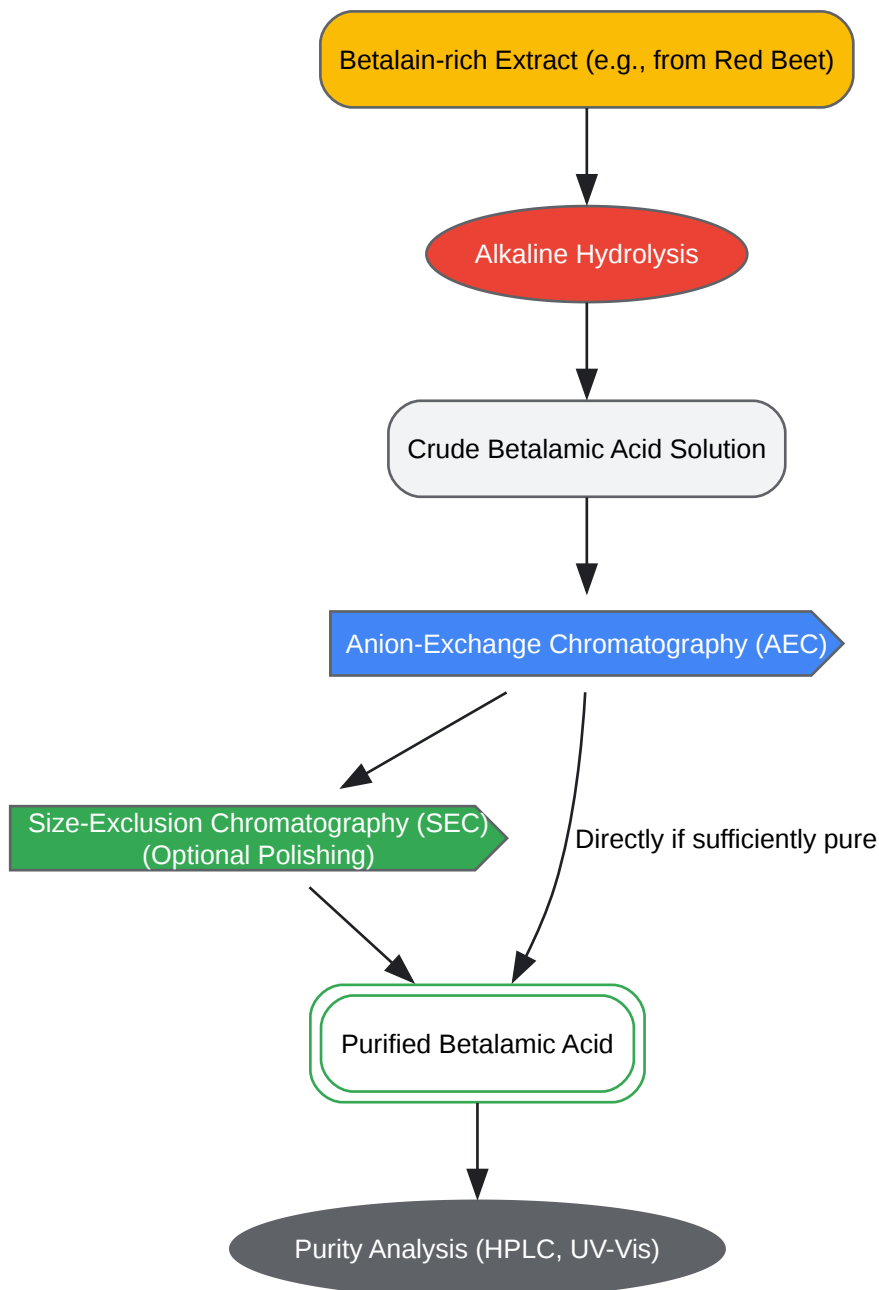 Betalain-rich Extract (e.g., from Red Beet)
Alkaline Hydrolysis
Crude Betalamic Acid Solution
Anion-Exchange Chromatography (AEC)
Size-Exclusion Chromatography (SEC)
(Optional Polishing)
Directly if sufficiently pure
Purified Betalamic Acid
Purity Analysis (HPLC, UV-Vis)